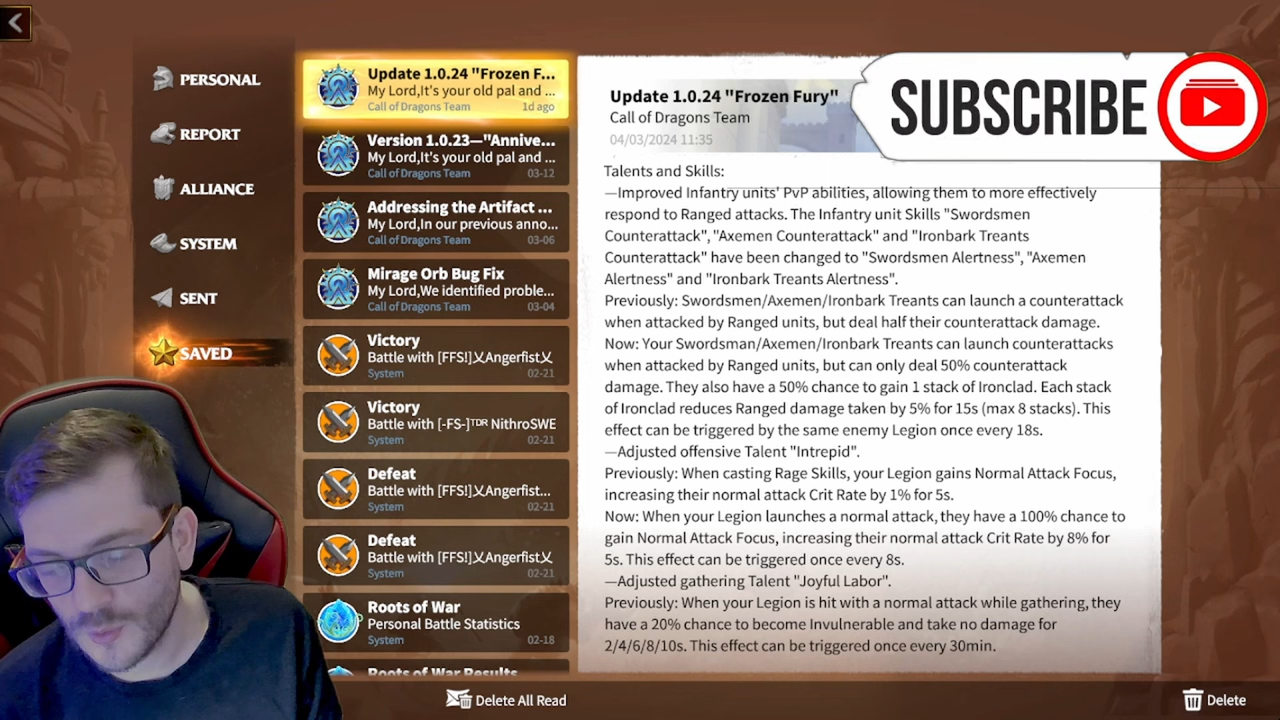 PERSONAL
REPORT
ALLIANCE
SYSTEM
SENT
SAVED
Update 1.0.24 "Frozen F...
My Lord,It's your old pal and ...
Call of Dragons Team 1d ago
Version 1.0.23—"Annive...
My Lord,It's your old pal and ...
Call of Dragons Team 03-12
Addressing the Artifact ...
My Lord,In our previous anno...
Call of Dragons Team 03-06
Mirage Orb Bug Fix
My Lord,We identified proble...
Call of Dragons Team 03-04
Victory
Battle with [FFS!]乂Angerfist乂
System 02-21
Victory
Battle with [-FS-]ᵀᴰᴿ NithroSWE
System 02-21
Defeat
Battle with [FFS!]乂Angerfist...
System 02-21
Defeat
Battle with [FFS!]乂Angerfist乂
System 02-21
Roots of War
Personal Battle Statistics
System 02-18
Roots of War Results
Delete All Read
Update 1.0.24 "Frozen Fury"
Call of Dragons Team
04/03/2024 11:35
SUBSCRIBE
Talents and Skills:
—Improved Infantry units' PvP abilities, allowing them to more effectively
respond to Ranged attacks. The Infantry unit Skills "Swordsmen
Counterattack", "Axemen Counterattack" and "Ironbark Treants
Counterattack" have been changed to "Swordsmen Alertness", "Axemen
Alertness" and "Ironbark Treants Alertness".
Previously: Swordsmen/Axemen/Ironbark Treants can launch a counterattack
when attacked by Ranged units, but deal half their counterattack damage.
Now: Your Swordsman/Axemen/Ironbark Treants can launch counterattacks
when attacked by Ranged units, but can only deal 50% counterattack
damage. They also have a 50% chance to gain 1 stack of Ironclad. Each stack
of Ironclad reduces Ranged damage taken by 5% for 15s (max 8 stacks). This
effect can be triggered by the same enemy Legion once every 18s.
—Adjusted offensive Talent "Intrepid".
Previously: When casting Rage Skills, your Legion gains Normal Attack Focus,
increasing their normal attack Crit Rate by 1% for 5s.
Now: When your Legion launches a normal attack, they have a 100% chance to
gain Normal Attack Focus, increasing their normal attack Crit Rate by 8% for
5s. This effect can be triggered once every 8s.
—Adjusted gathering Talent "Joyful Labor".
Previously: When your Legion is hit with a normal attack while gathering, they
have a 20% chance to become Invulnerable and take no damage for
2/4/6/8/10s. This effect can be triggered once every 30min.
Delete